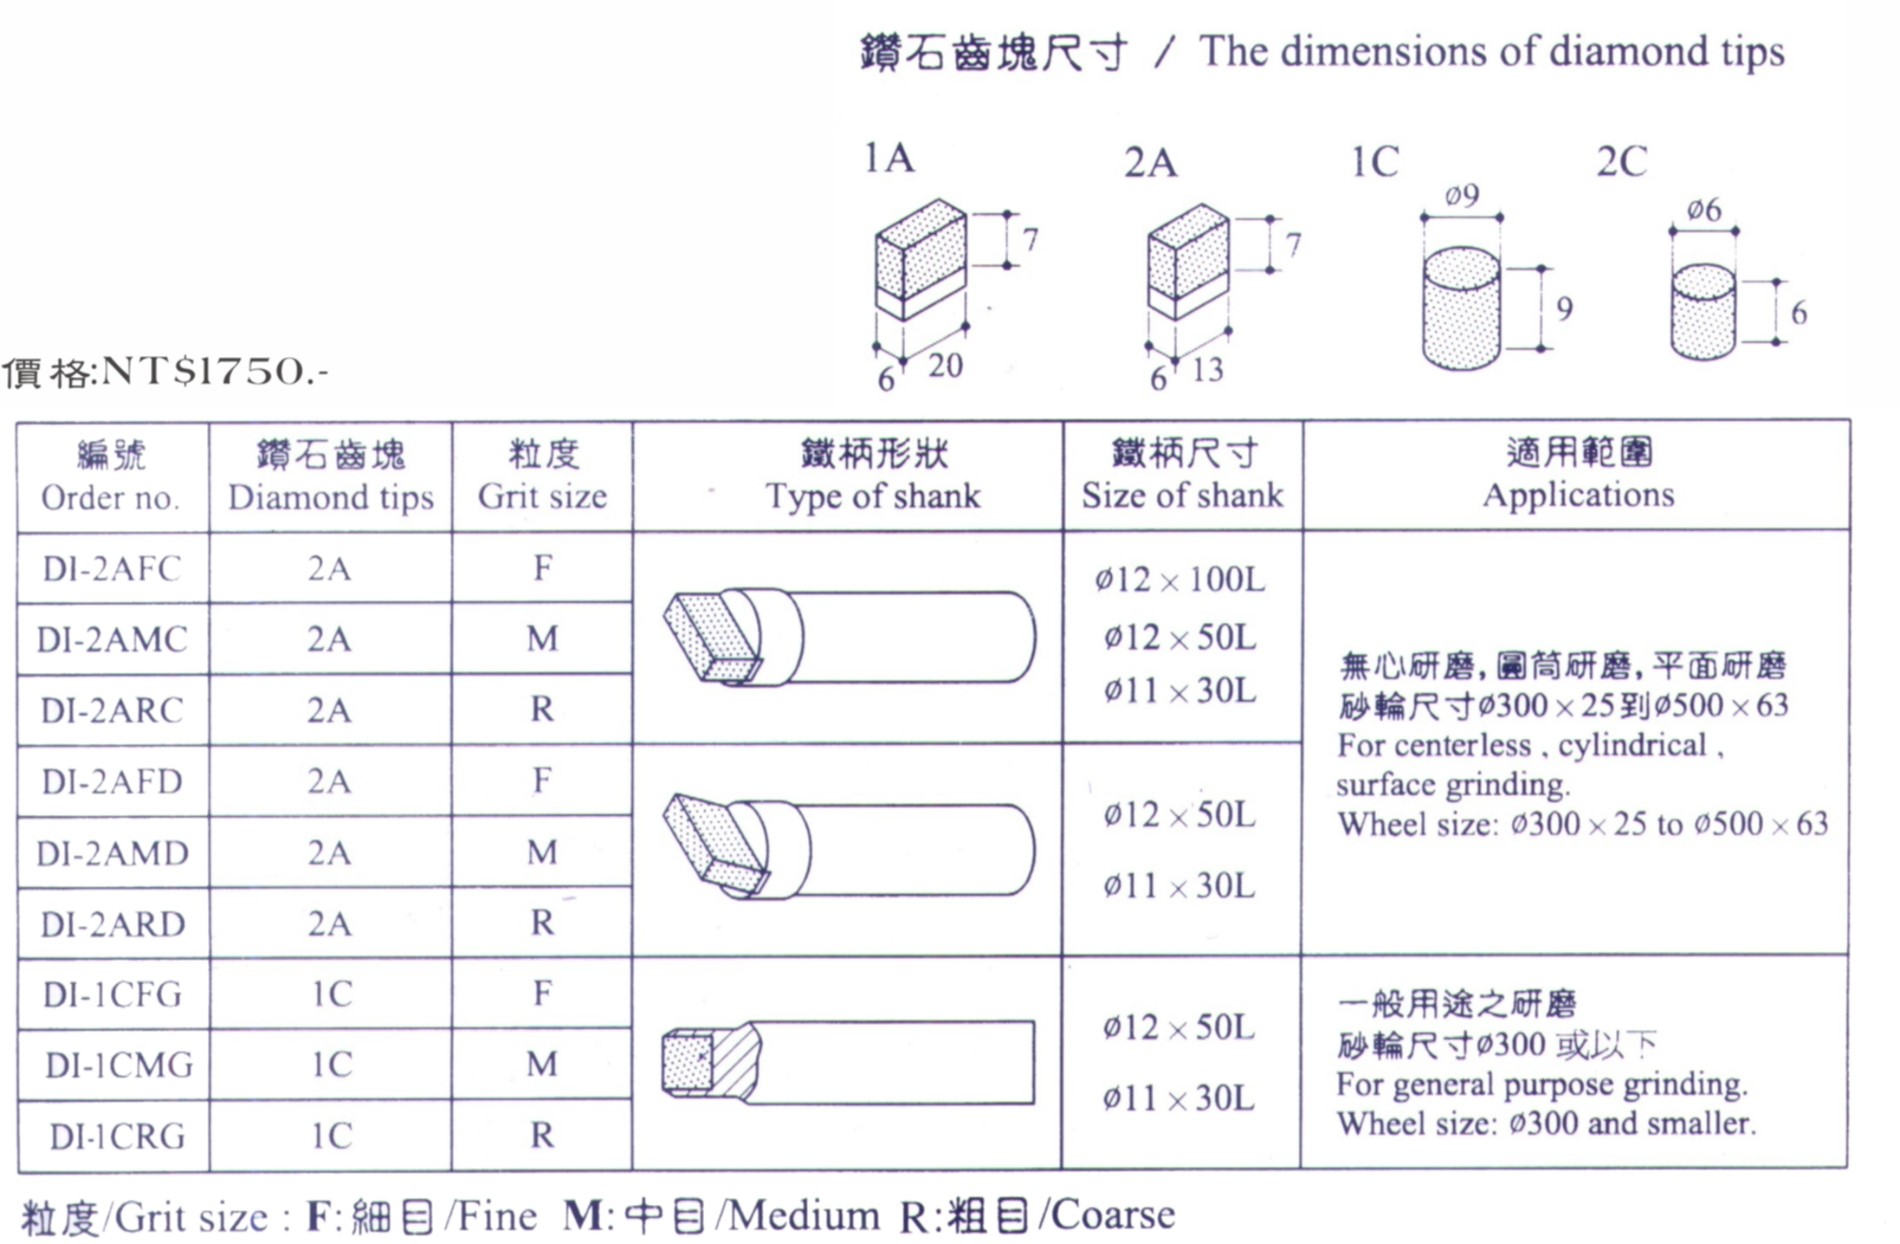 鑽石齒塊尺寸 / The dimensions of diamond tips
1A
2A
1C
2C
ø9
ø6
7
7
9
6
6
20
6
13
價格:NT$1750.-
編號
Order no.
鑽石齒塊
Diamond tips
粒度
Grit size
鐵柄形狀
Type of shank
鐵柄尺寸
Size of shank
適用範圍
Applications
DI-2AFC 2A F
DI-2AMC 2A M
DI-2ARC 2A R
ø12×100L
ø12×50L
ø11×30L
DI-2AFD 2A F
DI-2AMD 2A M
DI-2ARD 2A R
ø12×50L
ø11×30L
無心研磨,圓筒研磨,平面研磨
砂輪尺寸ø300×25到ø500×63
For centerless , cylindrical ,
surface grinding.
Wheel size: ø300×25 to ø500×63
DI-1CFG 1C F
DI-1CMG 1C M
DI-1CRG 1C R
ø12×50L
ø11×30L
一般用途之研磨
砂輪尺寸ø300 或以下
For general purpose grinding.
Wheel size: ø300 and smaller.
粒度/Grit size : F:細目/Fine M:中目/Medium R:粗目/Coarse